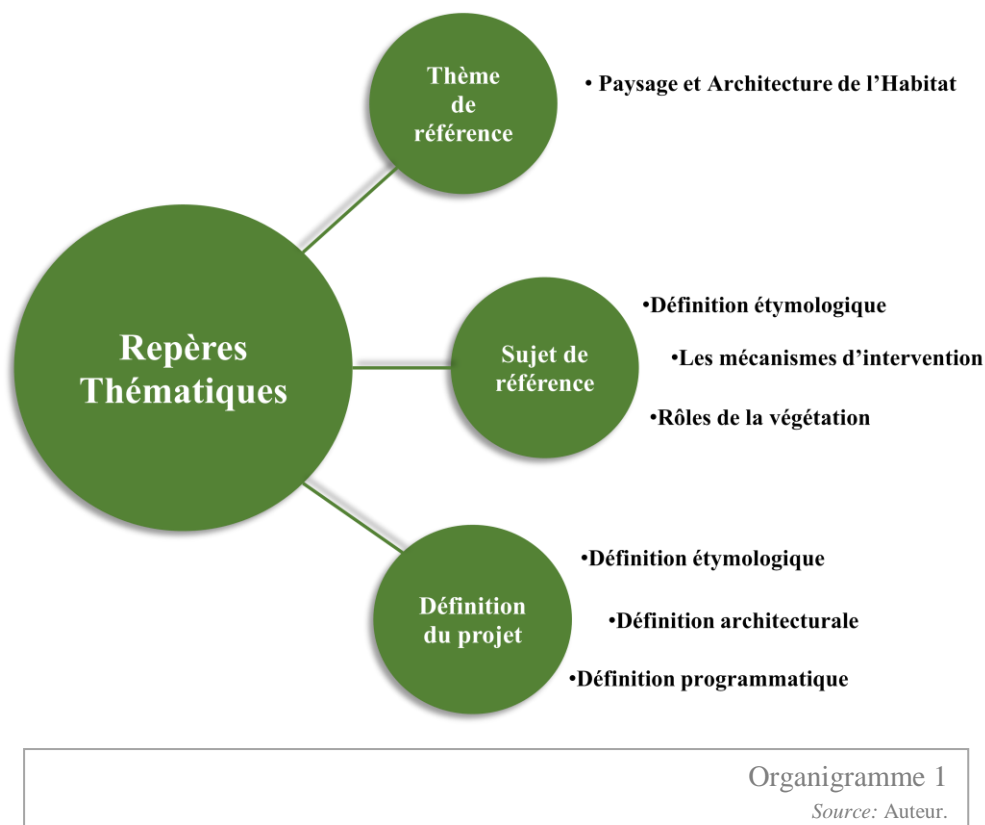 Thème
de
référence
• Paysage et Architecture de l’Habitat
Repères
Thématiques
Sujet de
référence
•Définition étymologique
•Les mécanismes d’intervention
•Rôles de la végétation
Définition
du projet
•Définition étymologique
•Définition architecturale
•Définition programmatique
Organigramme 1
Source: Auteur.